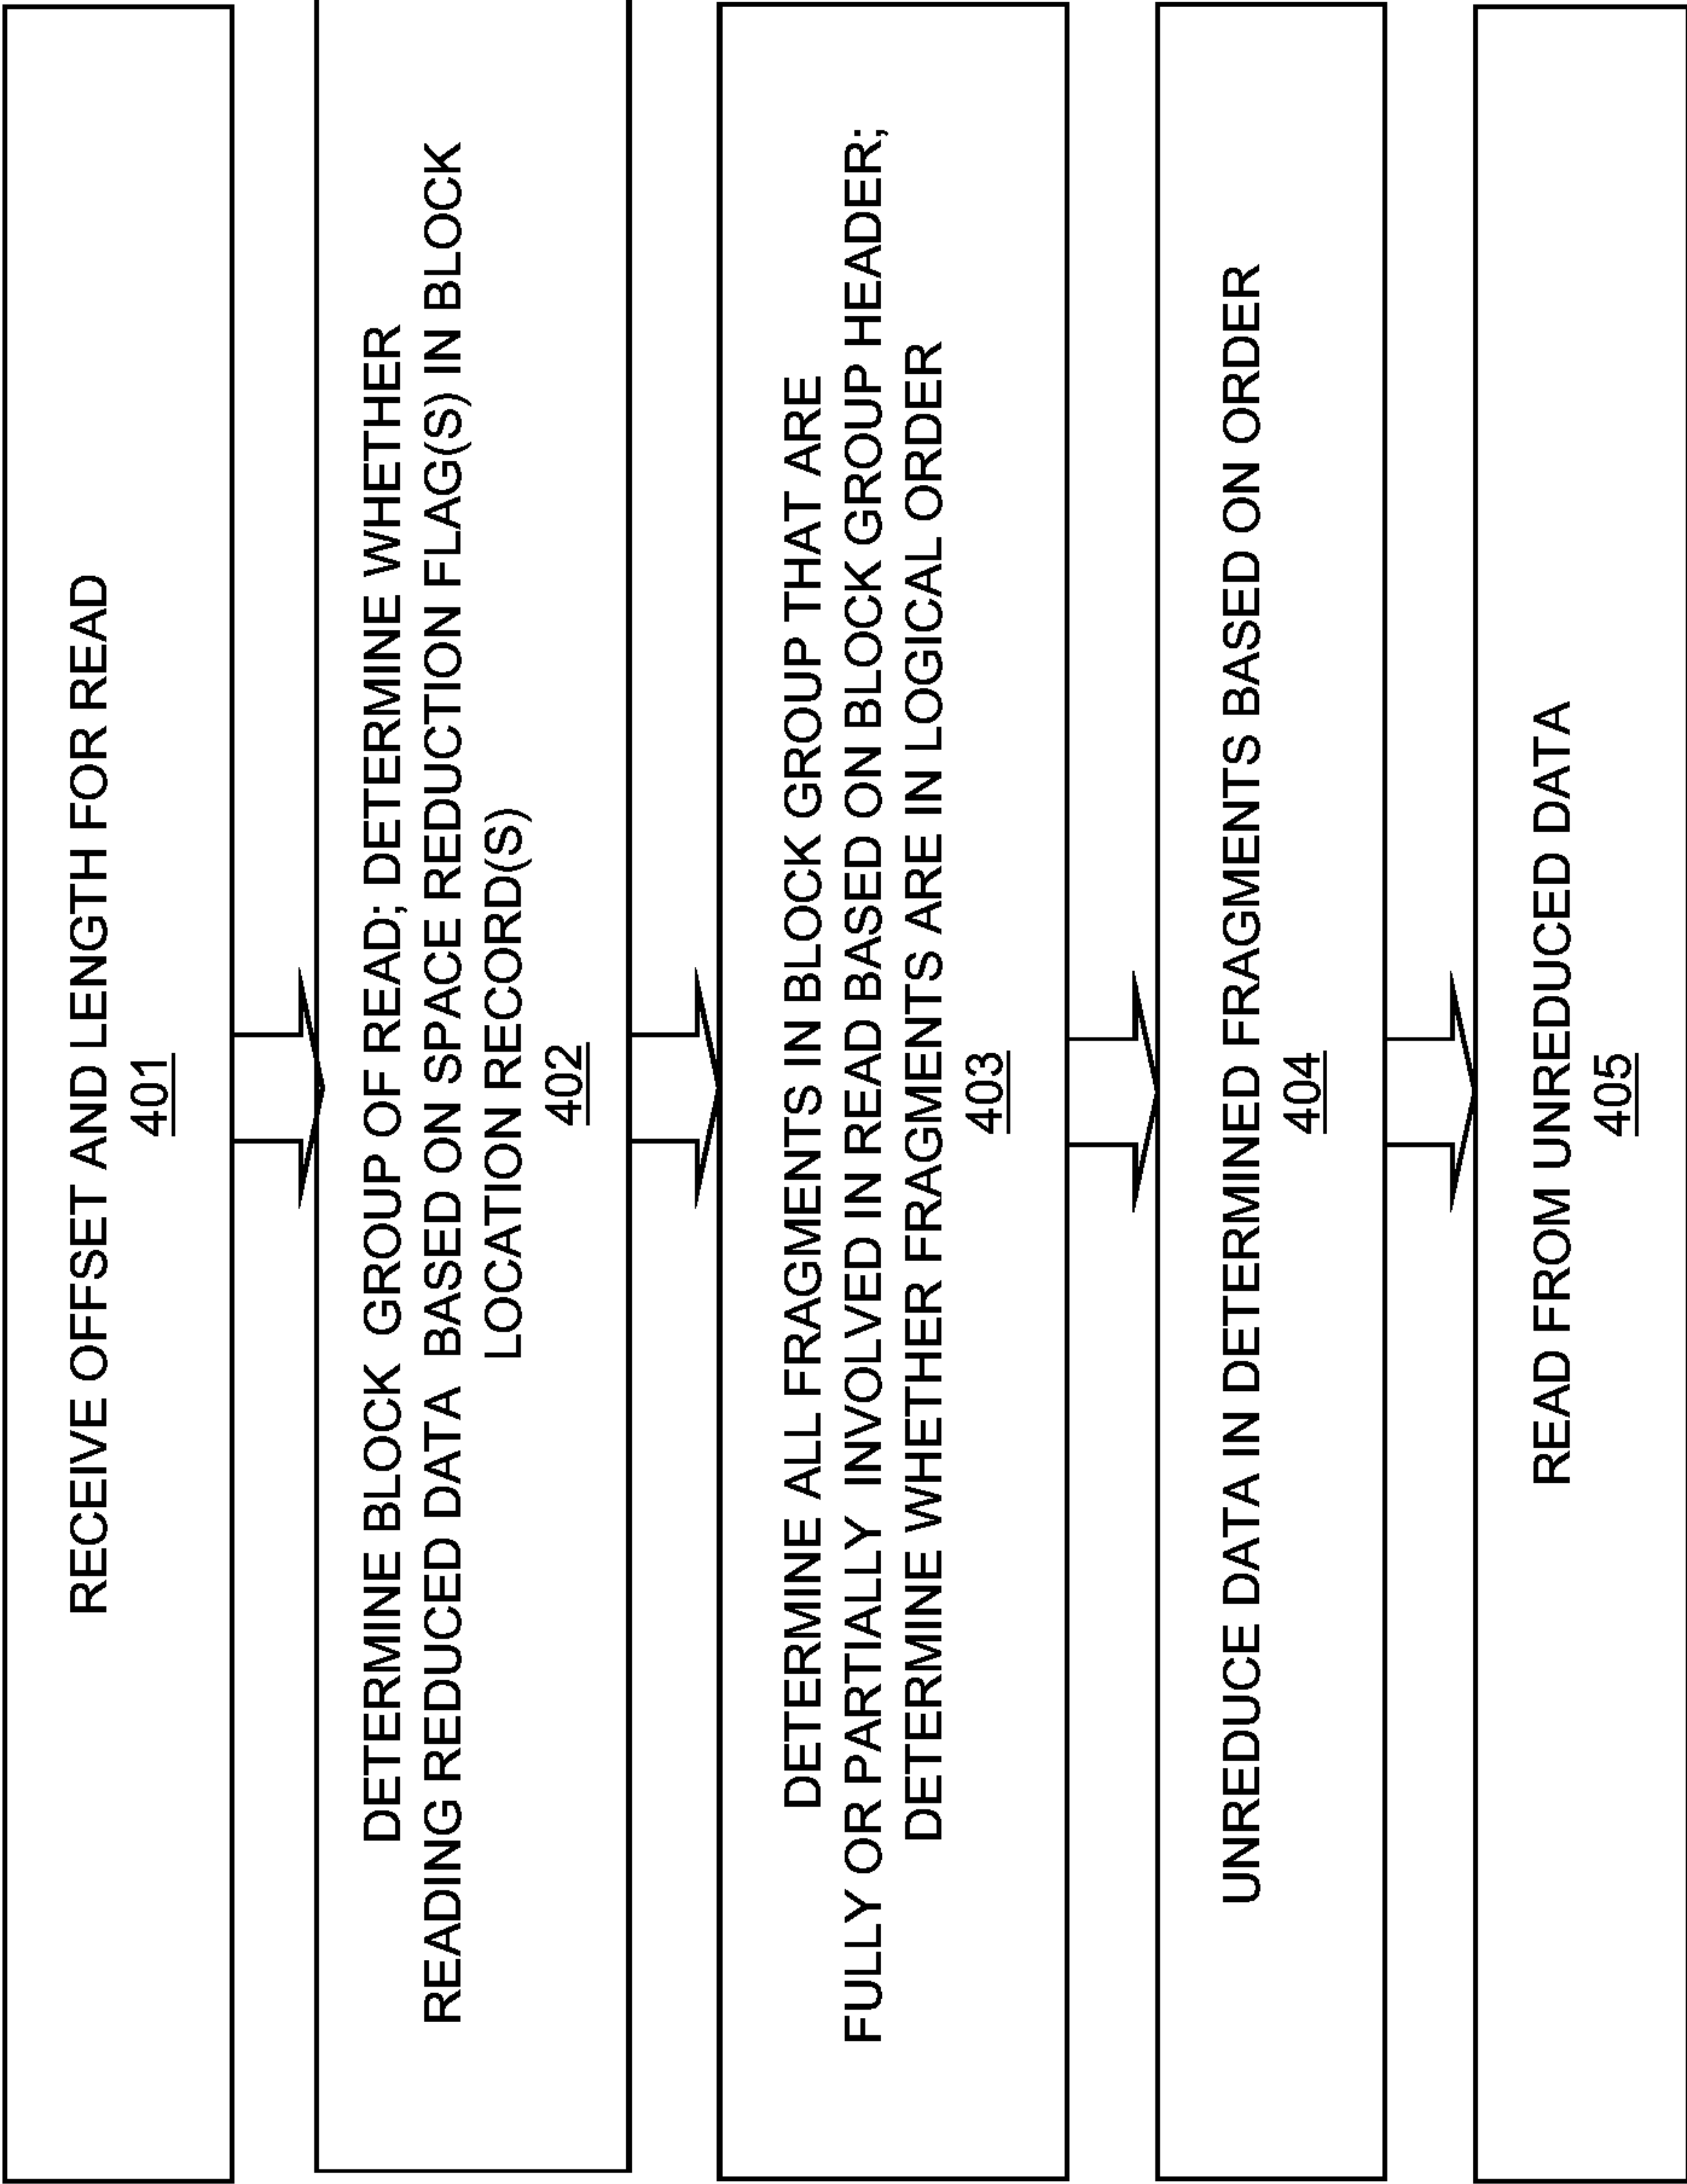 RECEIVE OFFSET AND LENGTH FOR READ
401
DETERMINE BLOCK GROUP OF READ; DETERMINE WHETHER
READING REDUCED DATA BASED ON SPACE REDUCTION FLAG(S) IN BLOCK
LOCATION RECORD(S)
402
DETERMINE ALL FRAGMENTS IN BLOCK GROUP THAT ARE
FULLY OR PARTIALLY INVOLVED IN READ BASED ON BLOCK GROUP HEADER;
DETERMINE WHETHER FRAGMENTS ARE IN LOGICAL ORDER
403
UNREDUCE DATA IN DETERMINED FRAGMENTS BASED ON ORDER
404
READ FROM UNREDUCED DATA
405